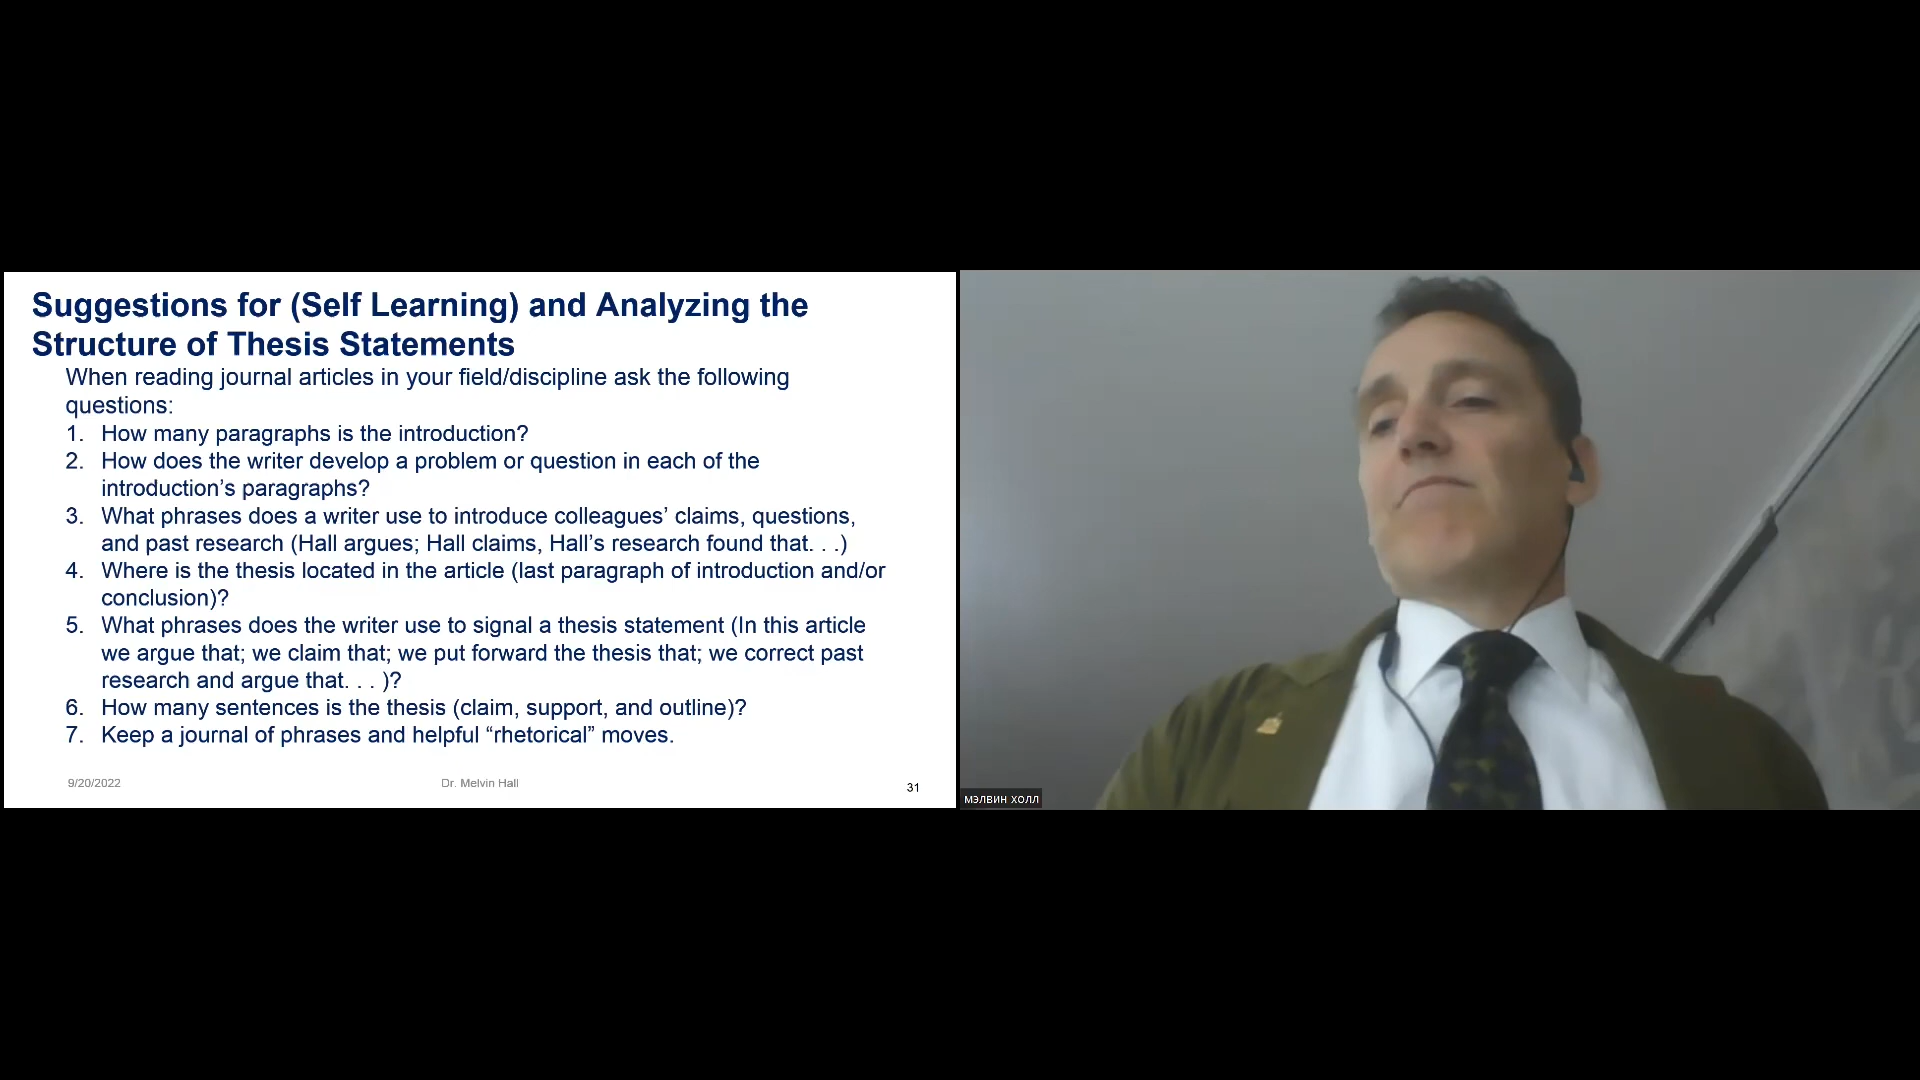 Suggestions for (Self Learning) and Analyzing the
Structure of Thesis Statements
When reading journal articles in your field/discipline ask the following
questions:
1. How many paragraphs is the introduction?
2. How does the writer develop a problem or question in each of the
introduction’s paragraphs?
3. What phrases does a writer use to introduce colleagues’ claims, questions,
and past research (Hall argues; Hall claims, Hall’s research found that. . .)
4. Where is the thesis located in the article (last paragraph of introduction and/or
conclusion)?
5. What phrases does the writer use to signal a thesis statement (In this article
we argue that; we claim that; we put forward the thesis that; we correct past
research and argue that. . . )?
6. How many sentences is the thesis (claim, support, and outline)?
7. Keep a journal of phrases and helpful “rhetorical” moves.
9/20/2022
Dr. Melvin Hall
31
мэлвин холл